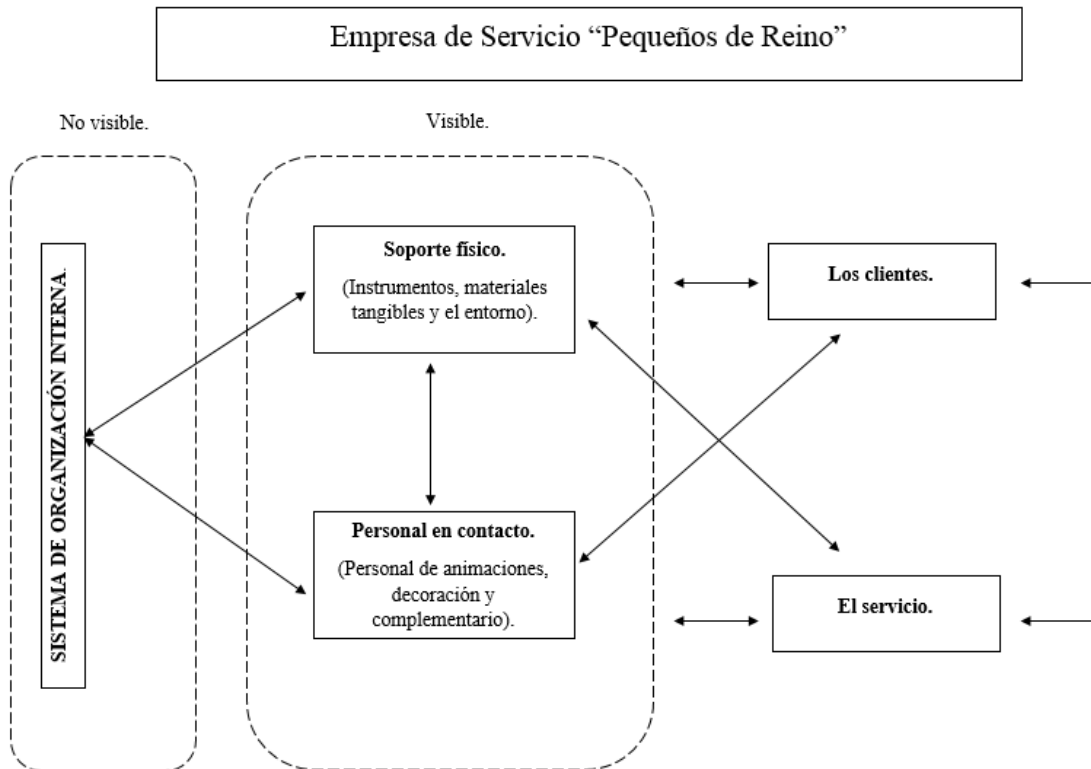 Empresa de Servicio “Pequeños de Reino”
No visible.
Visible.
SISTEMA DE ORGANIZACIÓN INTERNA.
Soporte físico.
(Instrumentos, materiales
tangibles y el entorno).
Los clientes.
Personal en contacto.
(Personal de animaciones,
decoración y
complementario).
El servicio.